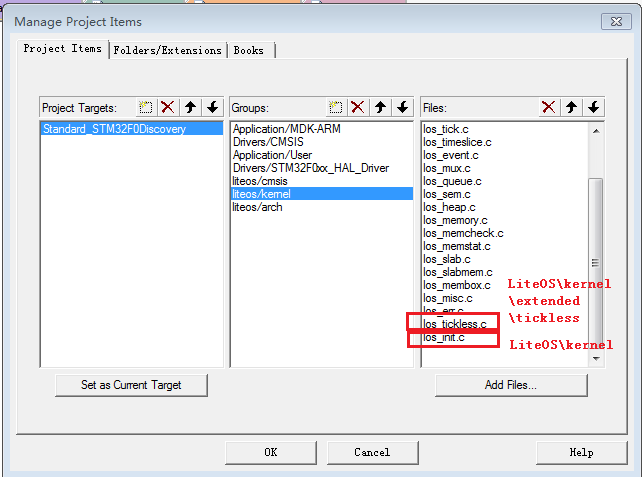 Manage Project Items
Project Items
Folders/Extensions
Books
Project Targets:
Standard_STM32F0Discovery
Set as Current Target
Groups:
Application/MDK-ARM
Drivers/CMSIS
Application/User
Drivers/STM32F0xx_HAL_Driver
liteos/cmsis
liteos/kernel
liteos/arch
Files:
los_tick.c
los_timeslice.c
los_event.c
los_mux.c
los_queue.c
los_sem.c
los_heap.c
los_memory.c
los_memcheck.c
los_memstat.c
los_slab.c
los_slabmem.c
los_membox.c
los_misc.c
los_err.c
los_tickless.c
los_init.c
LiteOS\kernel
\extended
\tickless
LiteOS\kernel
Add Files...
OK
Cancel
Help